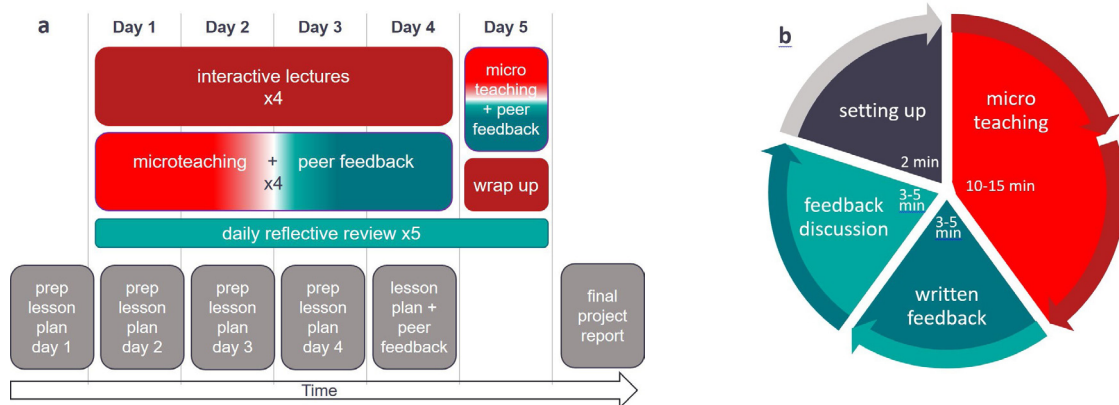 a
Day 1
Day 2
Day 3
Day 4
Day 5
interactive lectures
x4
micro
teaching
+ peer
feedback
microteaching + peer feedback
x4
wrap up
daily reflective review x5
prep
lesson
plan
day 1
prep
lesson
plan
day 2
prep
lesson
plan
day 3
prep
lesson
plan
day 4
lesson
plan +
peer
feedback
final
project
report
Time
b
setting up
2 min
micro
teaching
10-15 min
feedback
discussion
3-5
min
written
feedback
3-5
min